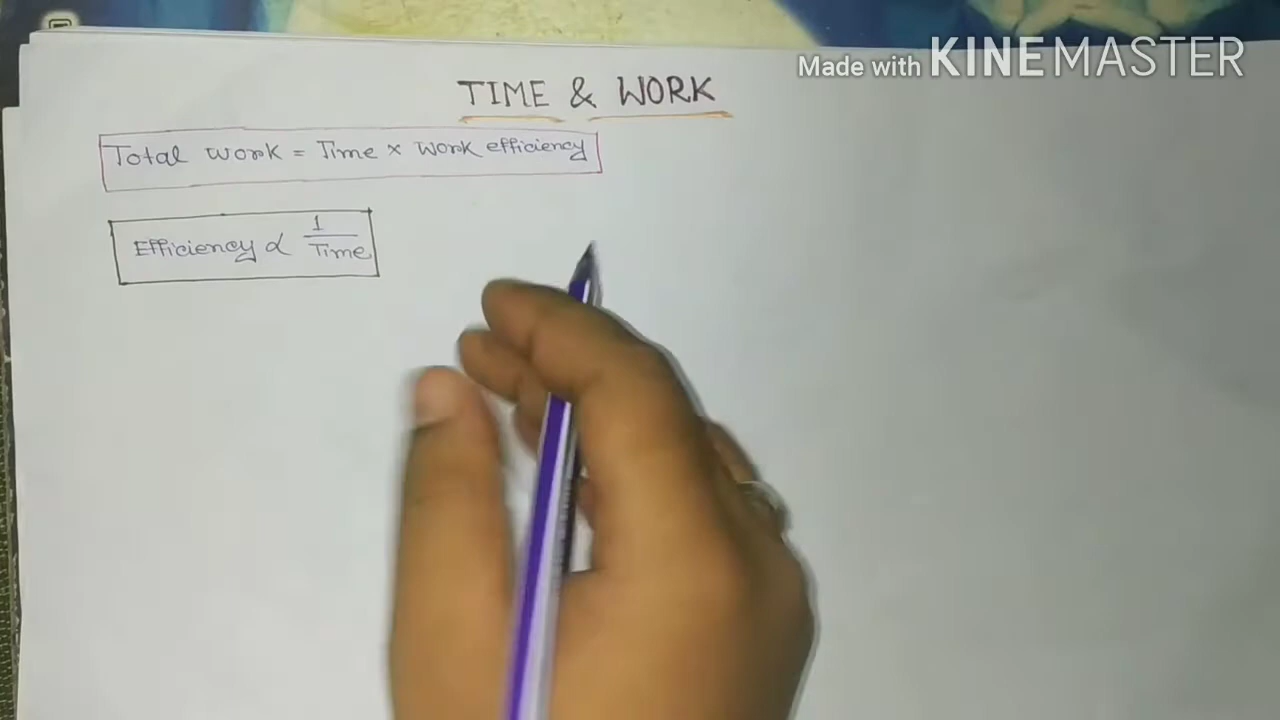 Made with KINEMASTER
TIME & WORK
Total work = Time × Work efficiency
Efficiency ∝ 1/Time